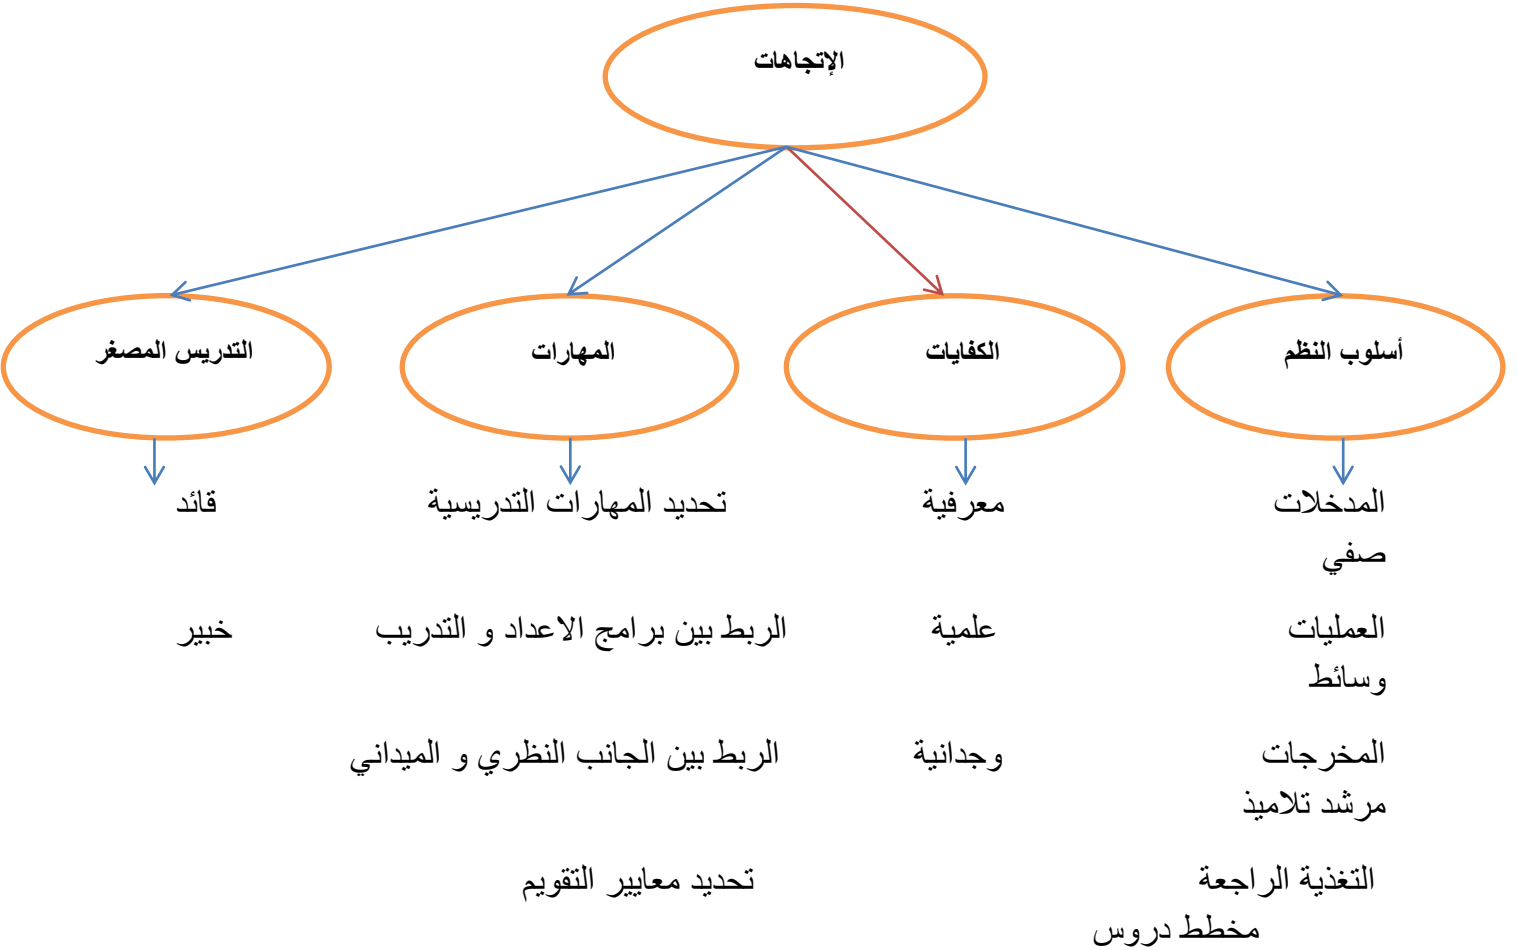 الإتجاهات
أسلوب النظم
الكفايات
المهارات
التدريس المصغر
المدخلات
معرفية
تحديد المهارات التدريسية
قائد
صفي
العمليات
علمية
الربط بين برامج الاعداد و التدريب
خبير
وسائط
المخرجات
وجدانية
الربط بين الجانب النظري و الميداني
مرشد تلاميذ
التغذية الراجعة
تحديد معايير التقويم
مخطط دروس